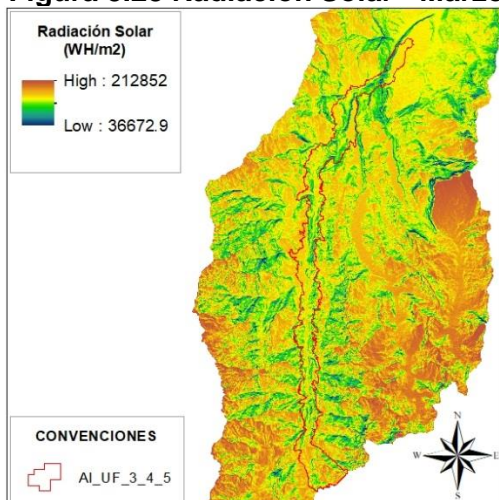 Radiación Solar
(WH/m2)
High : 212852
Low : 36672.9
CONVENCIONES
AI_UF_3_4_5
N
W E
S